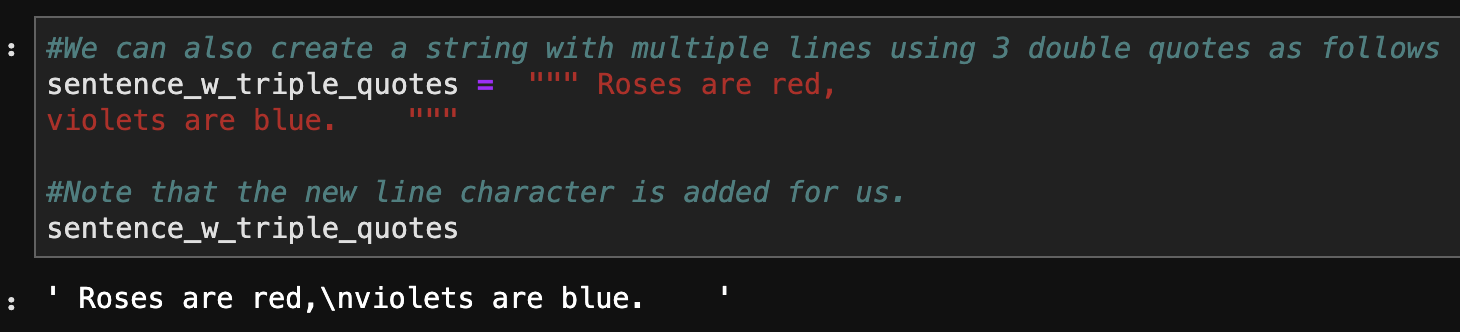 :
#We can also create a string with multiple lines using 3 double quotes as follows
sentence_w_triple_quotes =  """ Roses are red,
violets are blue.    """
#Note that the new line character is added for us.
sentence_w_triple_quotes
:
' Roses are red,\nviolets are blue.    '